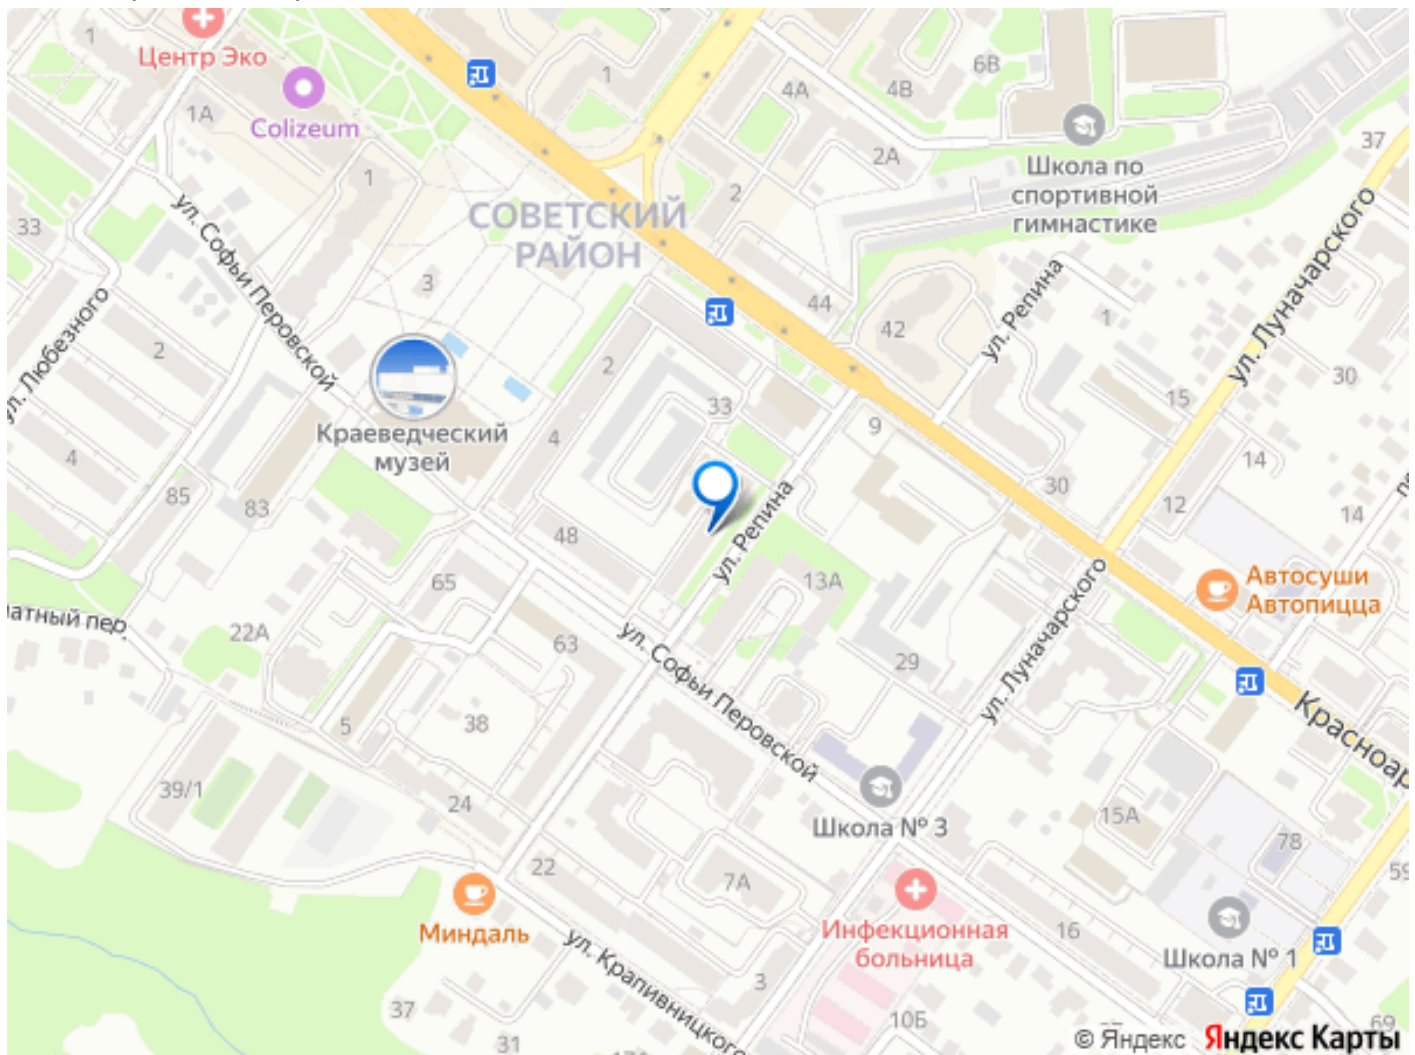 Центр Эко
Colizeum
1
1А
1
1
4А
4В
6В
2А
2
37
Школа по
спортивной
гимнастике
СОВЕТСКИЙ
РАЙОН
33
ул. Софьи Перовской
3
44
42
ул. Репина
1
ул. Луначарского
ул. Любезного
2
2
30
15
Краеведческий
музей
33
4
9
4
85
83
14
30
12
14
48
ул. Репина
13А
65
Автосуши
Автопицца
22А
63
ул. Софьи Перовской
29
ул. Луначарского
5
38
Красноар
39/1
24
Школа № 3
15А
78
22
7А
59
Миндаль
Инфекционная
больница
16
Школа № 1
ул. Крапивницкого
3
37
10Б
31
69
© Яндекс Яндекс Карты